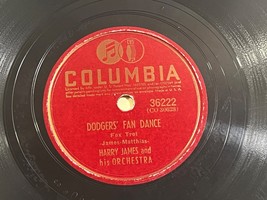 COLUMBIA
36222
DODGERS' FAN DANCE
Fox Trot
James-Matthias
HARRY JAMES and
his ORCHESTRA